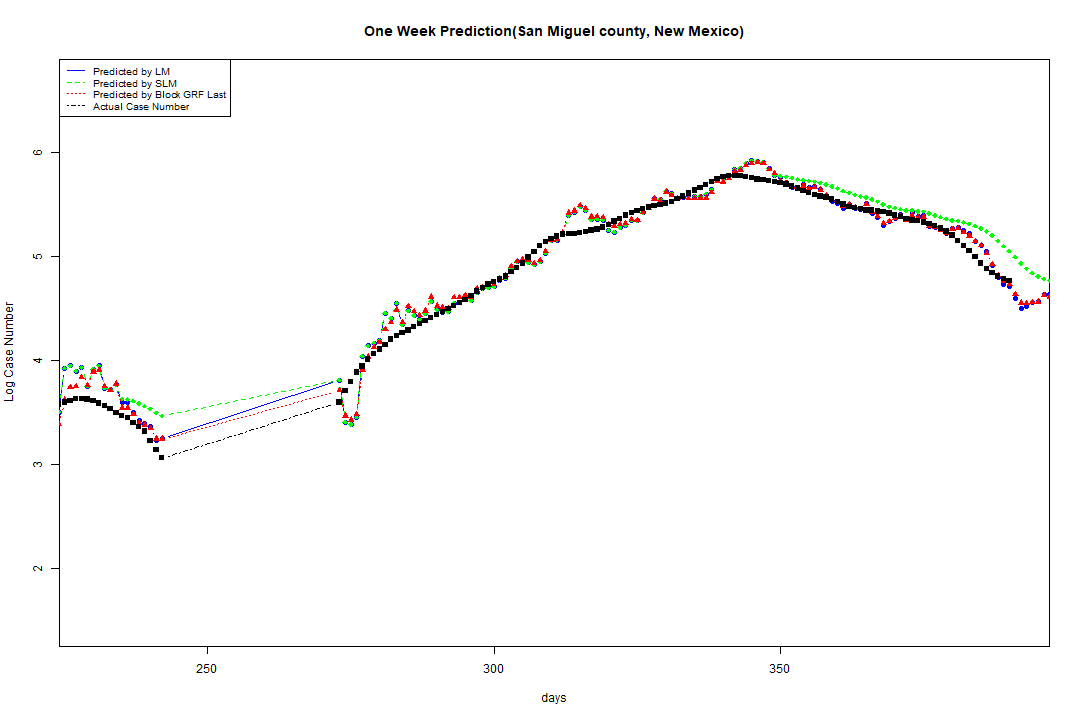 One Week Prediction(San Miguel county, New Mexico)
Predicted by LM
Predicted by SLM
Predicted by Block GRF Last
Actual Case Number
6
5
4
3
2
Log Case Number
250 300 350
days